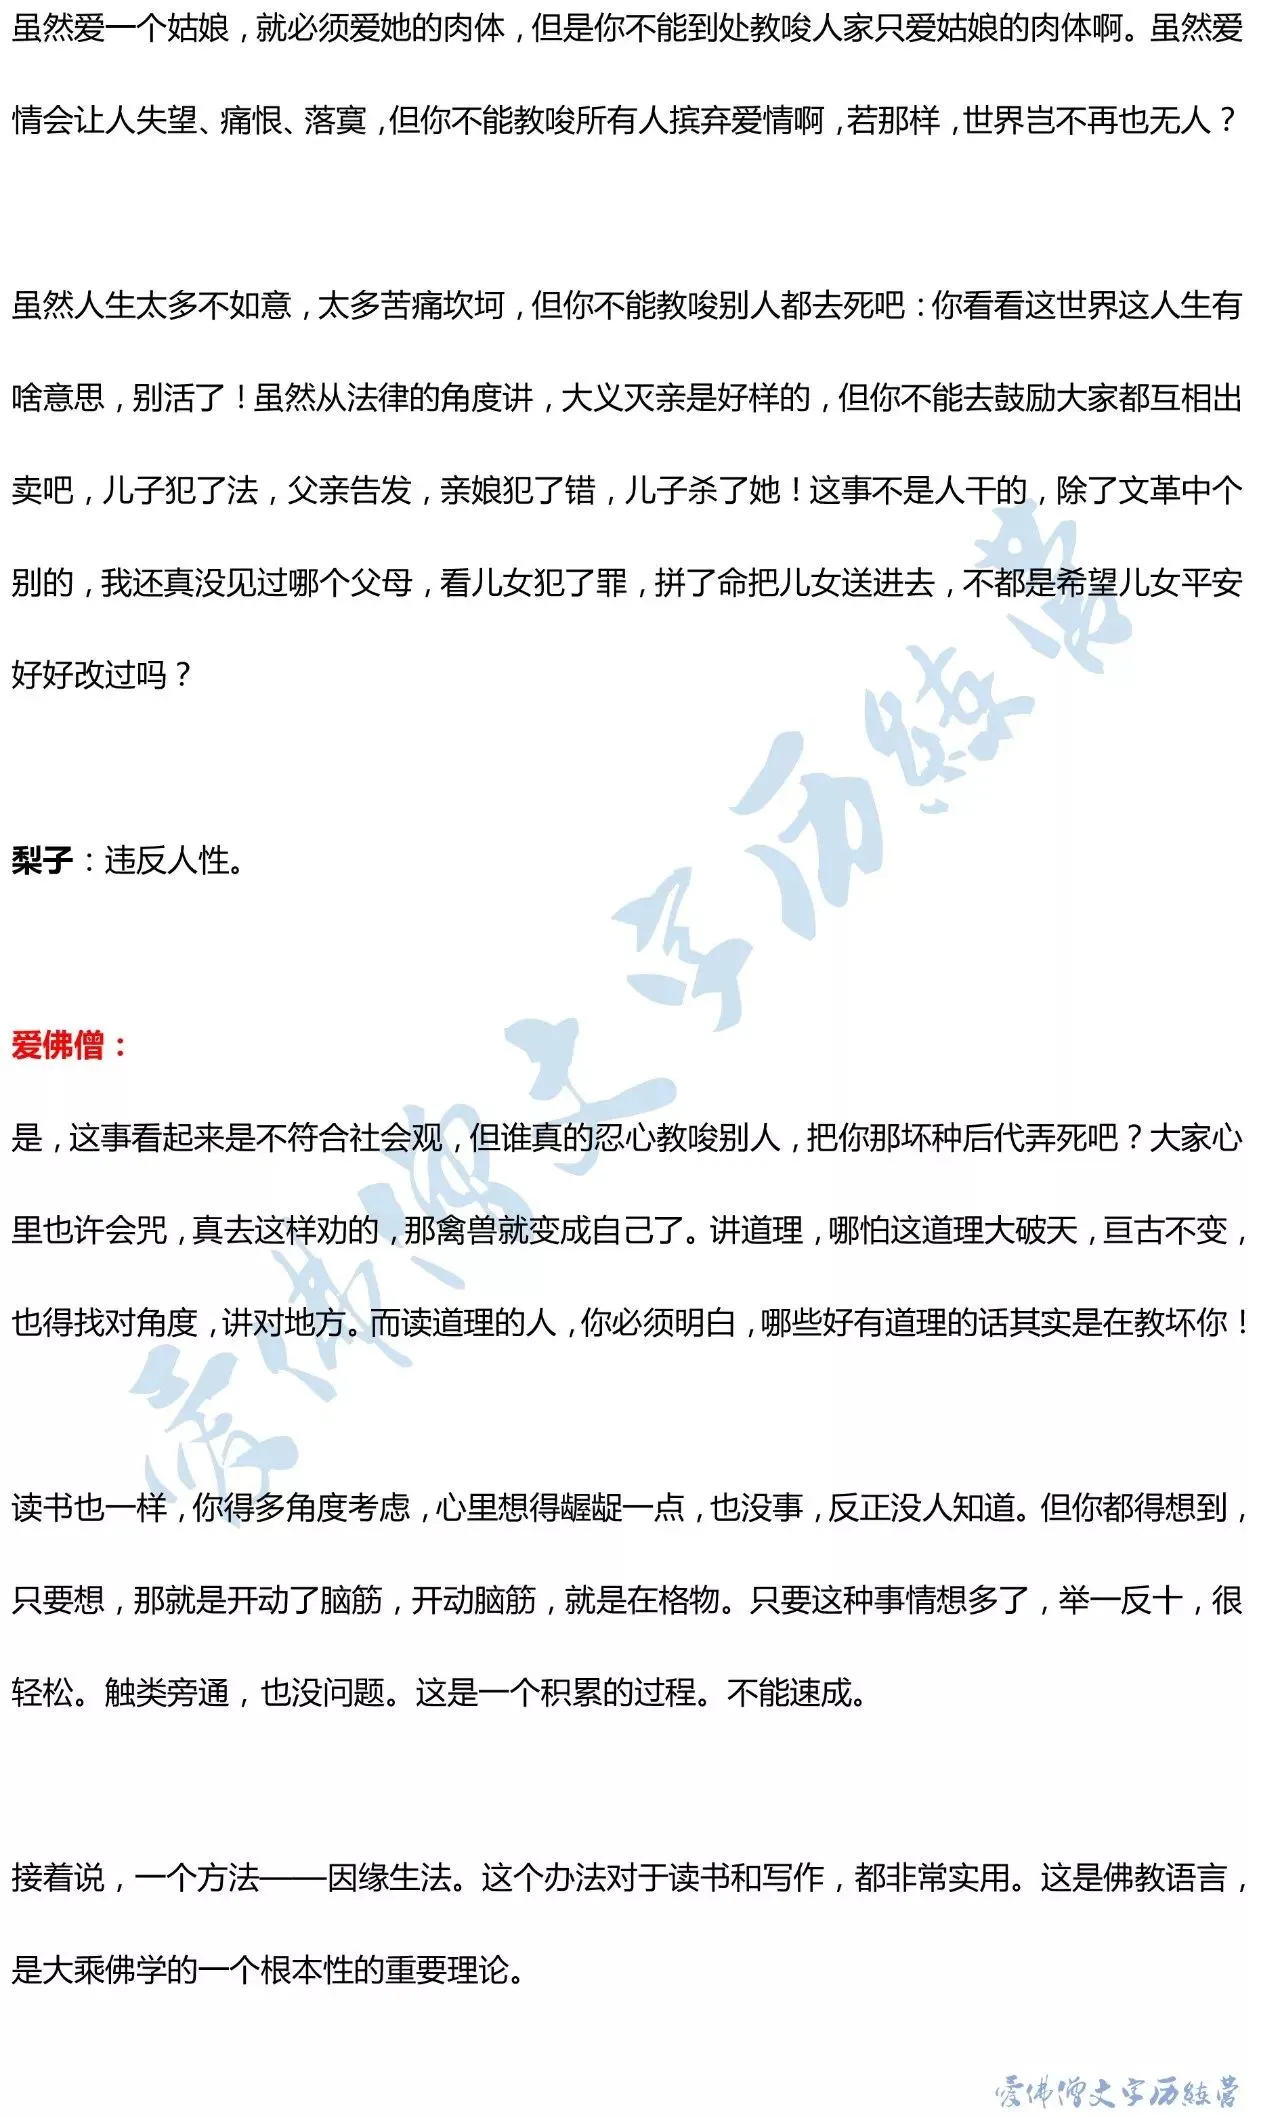 虽然爱一个姑娘，就必须爱她的肉体，但是你不能到处教唆人家只爱姑娘的肉体啊。虽然爱
情会让人失望、痛恨、落寞，但你不能教唆所有人摈弃爱情啊，若那样，世界岂不再也无人？
虽然人生太多不如意，太多苦痛坎坷，但你不能教唆别人都去死吧：你看看这世界这人生有
啥意思，别活了！虽然从法律的角度讲，大义灭亲是好样的，但你不能去鼓励大家都互相出
卖吧，儿子犯了法，父亲告发，亲娘犯了错，儿子杀了她！这事不是人干的，除了文革中个
别的，我还真没见过哪个父母，看儿女犯了罪，拼了命把儿女送进去，不都是希望儿女平安
好好改过吗？
梨子：违反人性。
爱佛僧：
是，这事看起来是不符合社会观，但谁真的忍心教唆别人，把你那坏种后代弄死吧？大家心
里也许会咒，真去这样劝的，那禽兽就变成自己了。讲道理，哪怕这道理大破天，亘古不变，
也得找对角度，讲对地方。而读道理的人，你必须明白，哪些好有道理的话其实是在教坏你！
读书也一样，你得多角度考虑，心里想得龌龊一点，也没事，反正没人知道。但你都得想到，
只要想，那就是开动了脑筋，开动脑筋，就是在格物。只要这种事情想多了，举一反十，很
轻松。触类旁通，也没问题。这是一个积累的过程。不能速成。
接着说，一个方法——因缘生法。这个办法对于读书和写作，都非常实用。这是佛教语言，
是大乘佛学的一个根本性的重要理论。
爱佛僧文字历练营
爱佛僧文字历练营